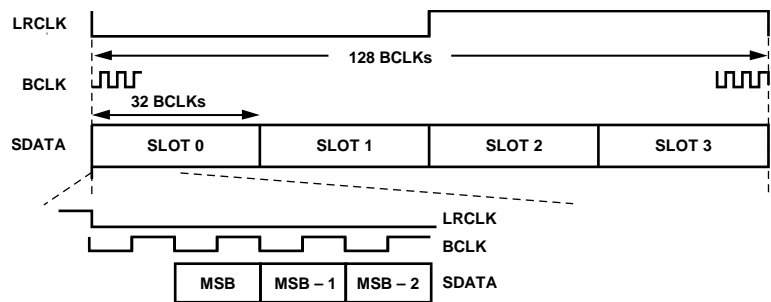 LRCLK
128 BCLKs
BCLK
32 BCLKs
SDATA
SLOT 0
SLOT 1
SLOT 2
SLOT 3
LRCLK
BCLK
MSB
MSB – 1
MSB – 2
SDATA